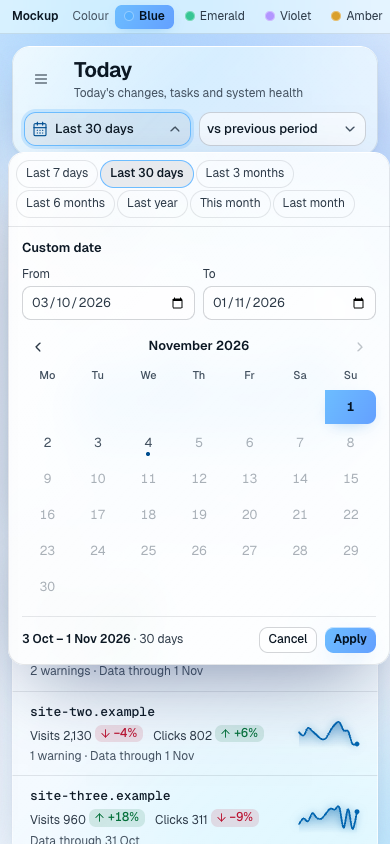 Mockup Colour Blue Emerald Violet Amber
Today
Today's changes, tasks and system health
Last 30 days vs previous period
Last 7 days Last 30 days Last 3 months
Last 6 months Last year This month Last month
Custom date
From To
03/10/2026 01/11/2026
November 2026
Mo Tu We Th Fr Sa Su
1
2 3 4 5 6 7 8
9 10 11 12 13 14 15
16 17 18 19 20 21 22
23 24 25 26 27 28 29
30
3 Oct – 1 Nov 2026 · 30 days Cancel Apply
2 warnings · Data through 1 Nov
site-two.example
Visits 2,130 ↓ −4% Clicks 802 ↑ +6%
1 warning · Data through 1 Nov
site-three.example
Visits 960 ↑ +18% Clicks 311 ↓ −9%
Data through 31 Oct